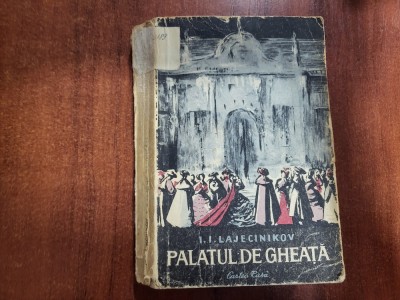 I.I. LAJECINIKOV
PALATUL DE GHEAȚĂ
Cartea Rusă